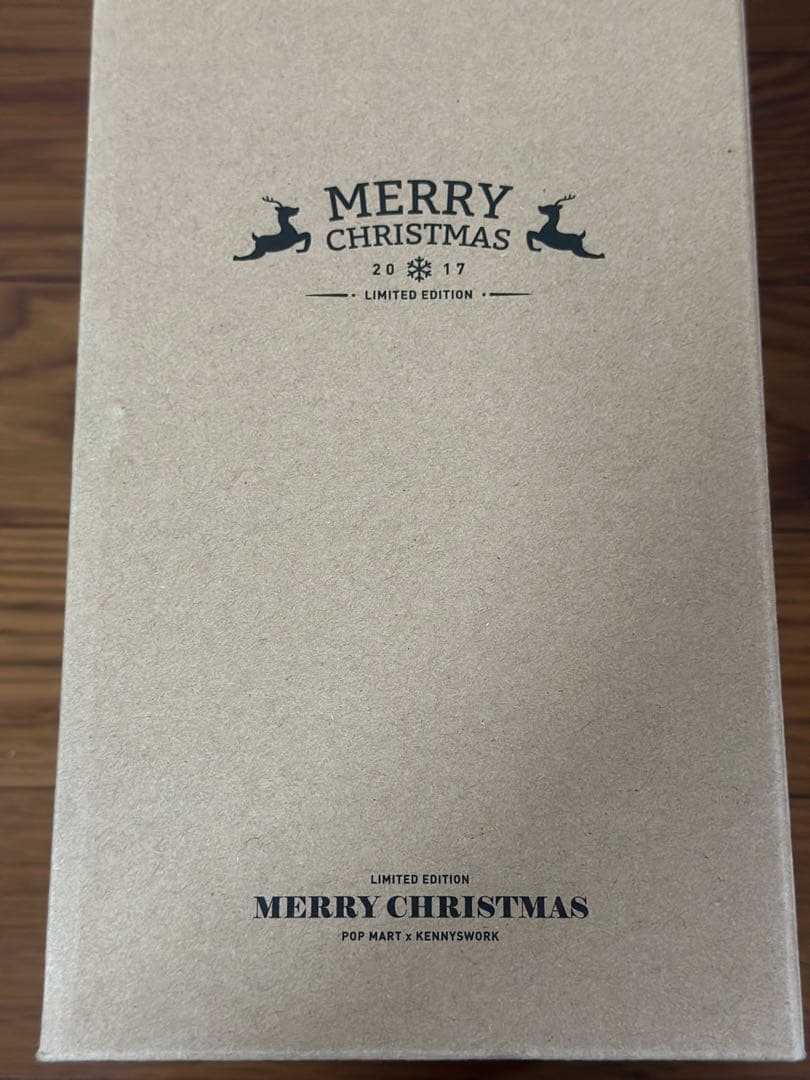 MERRY
CHRISTMAS
20 17
LIMITED EDITION
LIMITED EDITION
MERRY CHRISTMAS
POP MART x KENNYSWORK